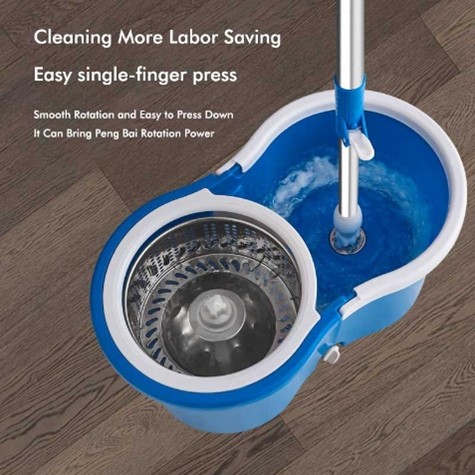 Cleaning More Labor Saving
Easy single-finger press
Smooth Rotation and Easy to Press Down
It Can Bring Peng Bai Rotation Power